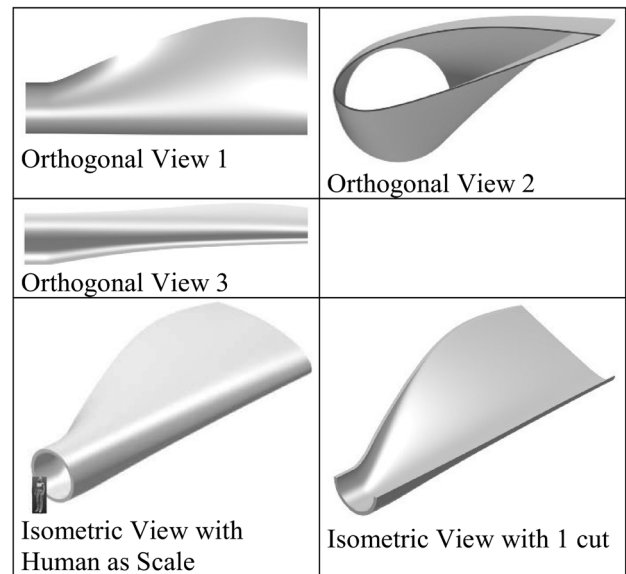 Orthogonal View 1
Orthogonal View 2
Orthogonal View 3
Isometric View with
Human as Scale
Isometric View with 1 cut